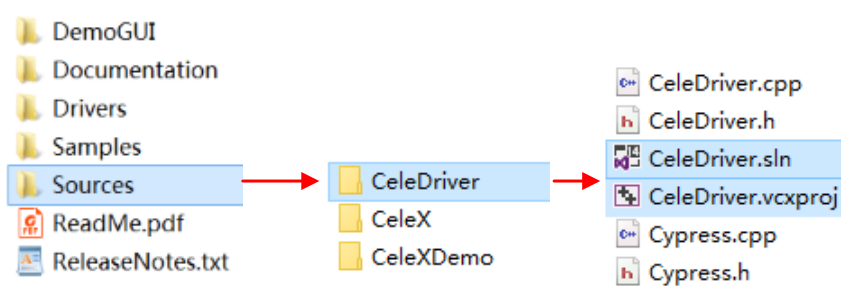 DemoGUI
Documentation
Drivers
Samples
Sources
ReadMe.pdf
ReleaseNotes.txt
CeleDriver
CeleX
CeleXDemo
CeleDriver.cpp
CeleDriver.h
CeleDriver.sln
CeleDriver.vcxproj
Cypress.cpp
Cypress.h